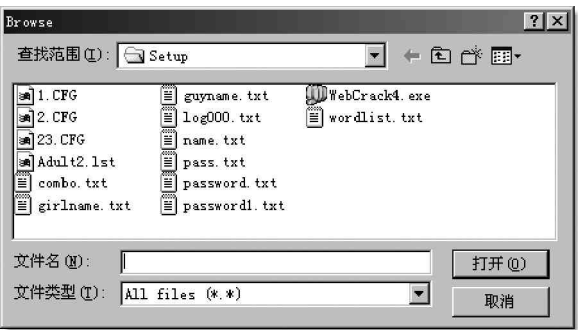 Browse
查找范围(I): Setup
1.CFG
2.CFG
23.CFG
Adult2.lst
combo.txt
girlname.txt
guyname.txt
log000.txt
name.txt
pass.txt
password.txt
password1.txt
WebCrack4.exe
wordlist.txt
文件名(N): 打开(O)
文件类型(T): All files (*.*) 取消